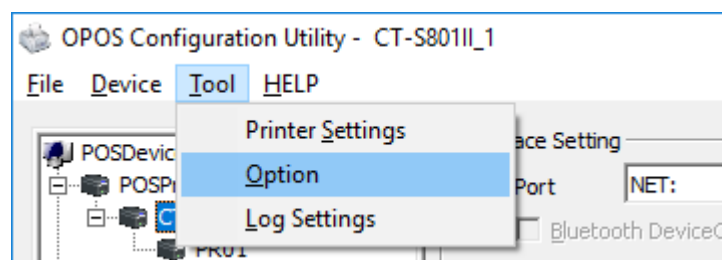 OPOS Configuration Utility - CT-S801II_1
File Device Tool HELP
Printer Settings
Option
Log Settings
POSDevic
POSPr
C
PR01
ace Setting
Port NET:
Bluetooth DeviceC